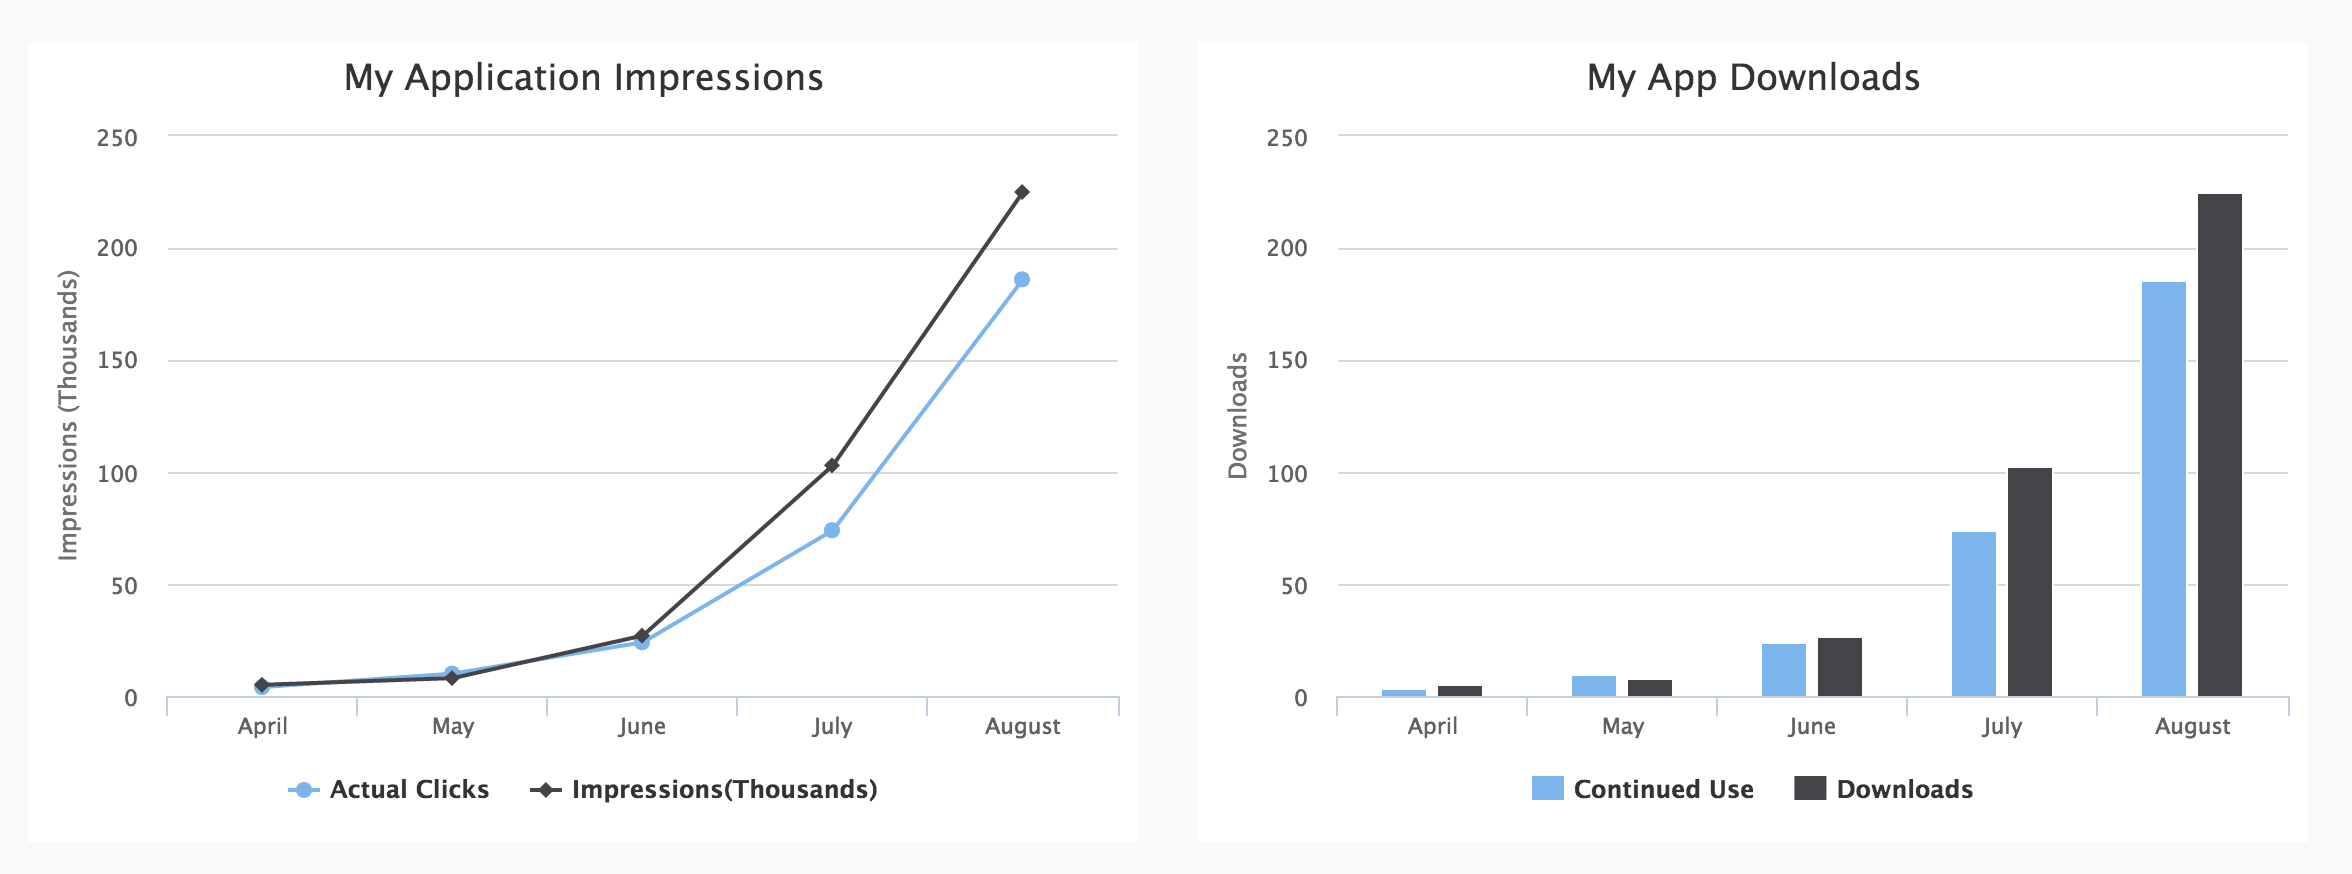 My Application Impressions
250
200
150
100
50
0
Impressions (Thousands)
April May June July August
Actual Clicks Impressions(Thousands)
My App Downloads
250
200
150
100
50
0
Downloads
April May June July August
Continued Use Downloads